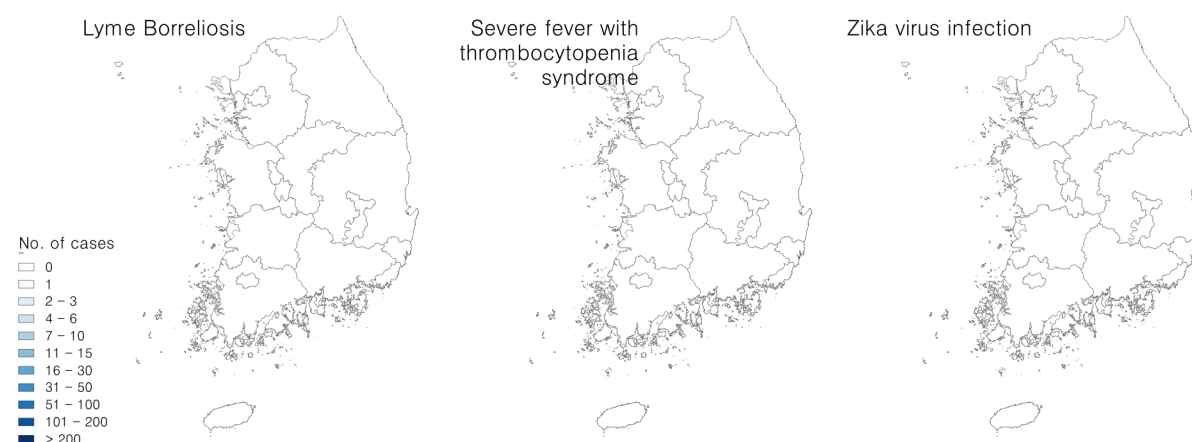 Lyme Borreliosis
Severe fever with
thrombocytopenia
syndrome
Zika virus infection
No. of cases
0
1
2 – 3
4 – 6
7 – 10
11 – 15
16 – 30
31 – 50
51 – 100
101 – 200
> 200